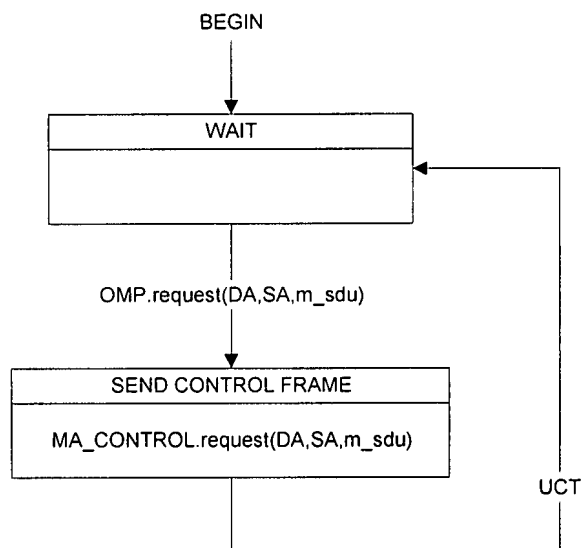 BEGIN
WAIT
OMP.request(DA,SA,m_sdu)
SEND CONTROL FRAME
MA_CONTROL.request(DA,SA,m_sdu)
UCT